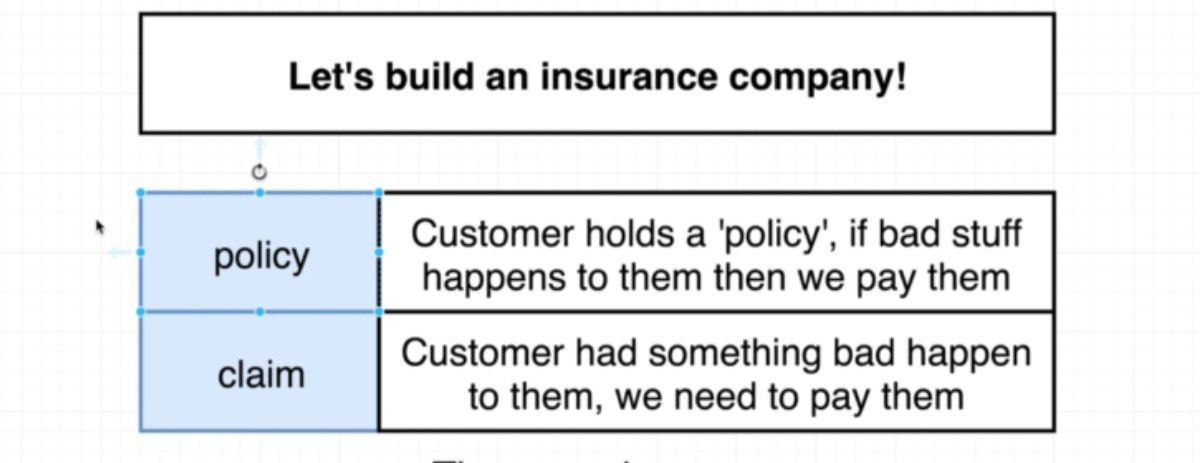 Let's build an insurance company!
policy
Customer holds a 'policy', if bad stuff
happens to them then we pay them
claim
Customer had something bad happen
to them, we need to pay them